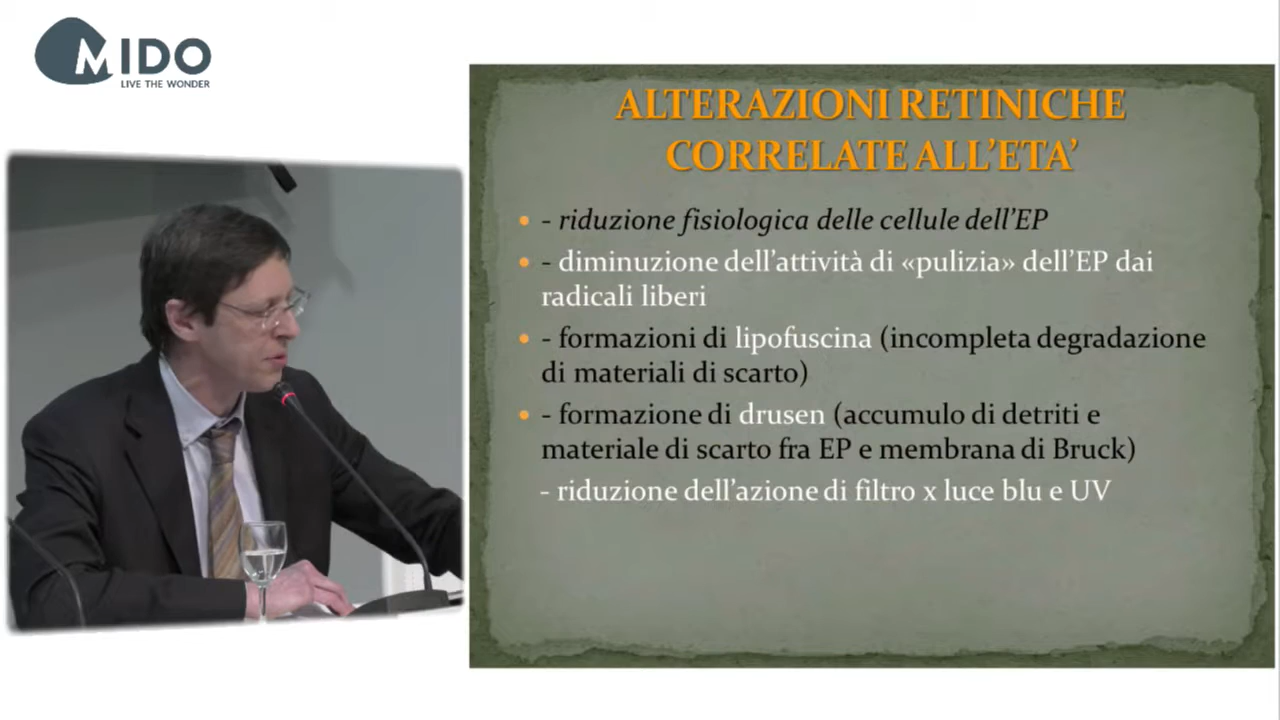 MIDO
LIVE THE WONDER
ALTERAZIONI RETINICHE
CORRELATE ALL'ETA'
- riduzione fisiologica delle cellule dell'EP
- diminuzione dell'attività di «pulizia» dell'EP dai
radicali liberi
- formazioni di lipofuscina (incompleta degradazione
di materiali di scarto)
- formazione di drusen (accumulo di detriti e
materiale di scarto fra EP e membrana di Bruck)
- riduzione dell'azione di filtro x luce blu e UV